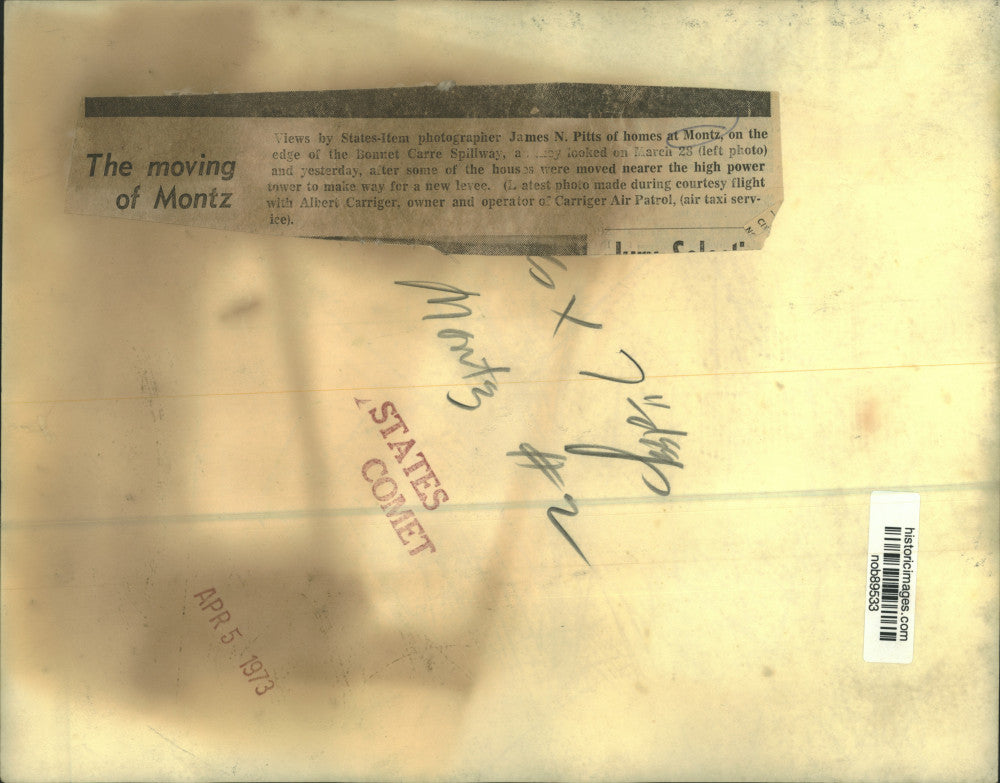 The moving
of Montz
Views by States-Item photographer James N. Pitts of homes at Montz, on the
edge of the Bonnet Carre Spillway, a they looked on March 28 (left photo)
and yesterday, after some of the houses were moved nearer the high power
tower to make way for a new levee. (Latest photo made during courtesy flight
with Albert Carriger, owner and operator of Carriger Air Patrol, (air taxi serv-
ice).
Montz
x
7
#2
STATES
COMET
APR 5 1973
historicimages.com
nob89533